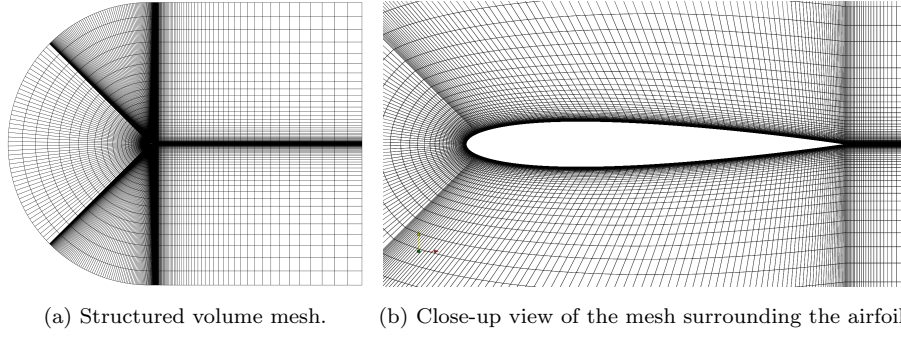 (a) Structured volume mesh.
(b) Close-up view of the mesh surrounding the airfoil